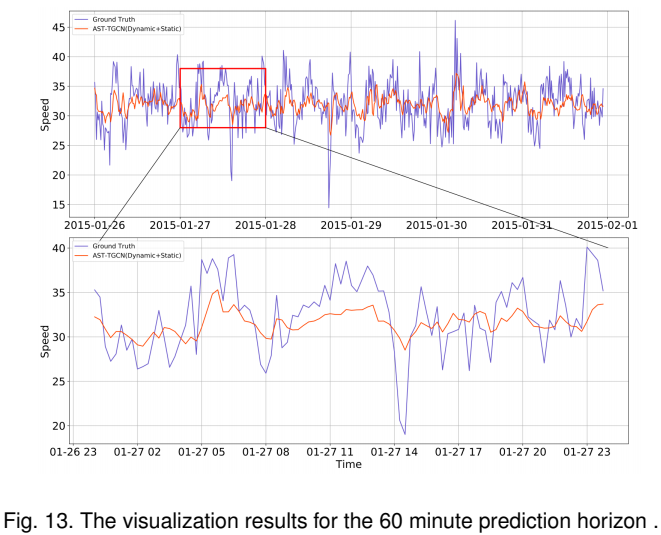 Ground Truth
AST-TGCN(Dynamic+Static)
45
40
35
30
25
20
15
Speed
2015-01-26 2015-01-27 2015-01-28 2015-01-29 2015-01-30 2015-01-31 2015-02-01
Ground Truth
AST-TGCN(Dynamic+Static)
40
35
30
25
20
Speed
01-26 23 01-27 02 01-27 05 01-27 08 01-27 11 01-27 14 01-27 17 01-27 20 01-27 23
Time
Fig. 13. The visualization results for the 60 minute prediction horizon .